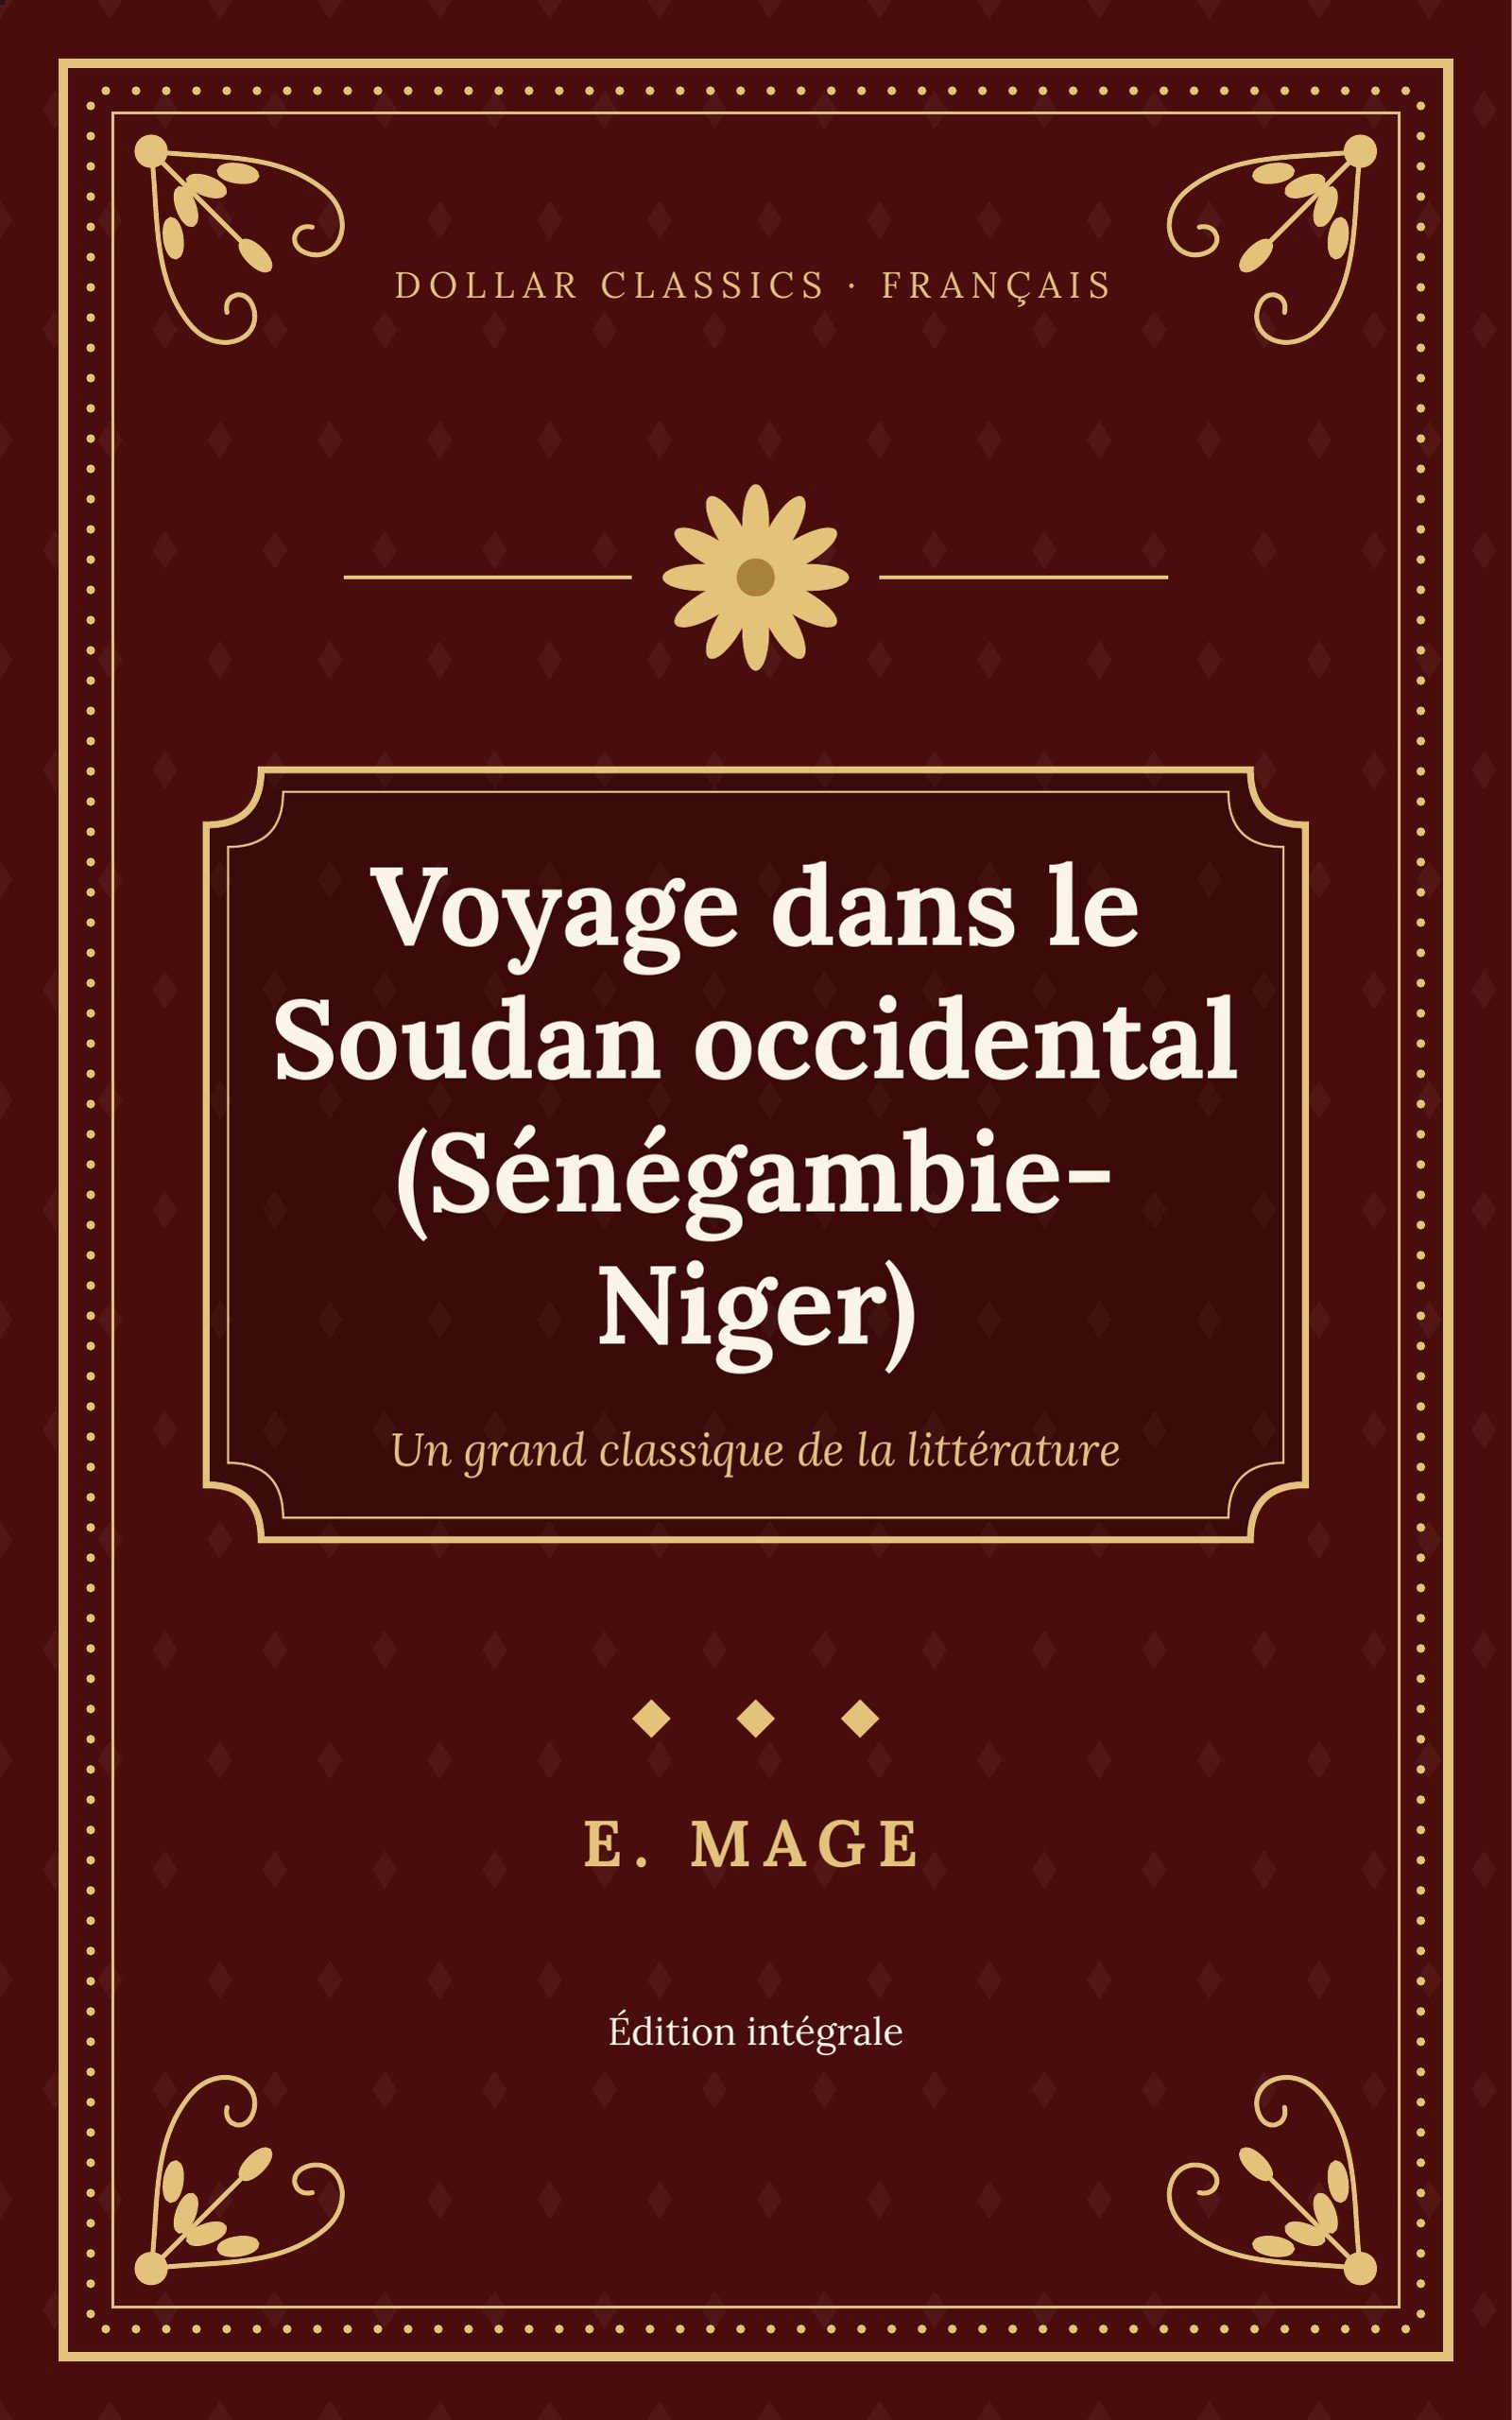 DOLLAR CLASSICS · FRANÇAIS
Voyage dans le
Soudan occidental
(Sénégambie-
Niger)
Un grand classique de la littérature
E. MAGE
Édition intégrale